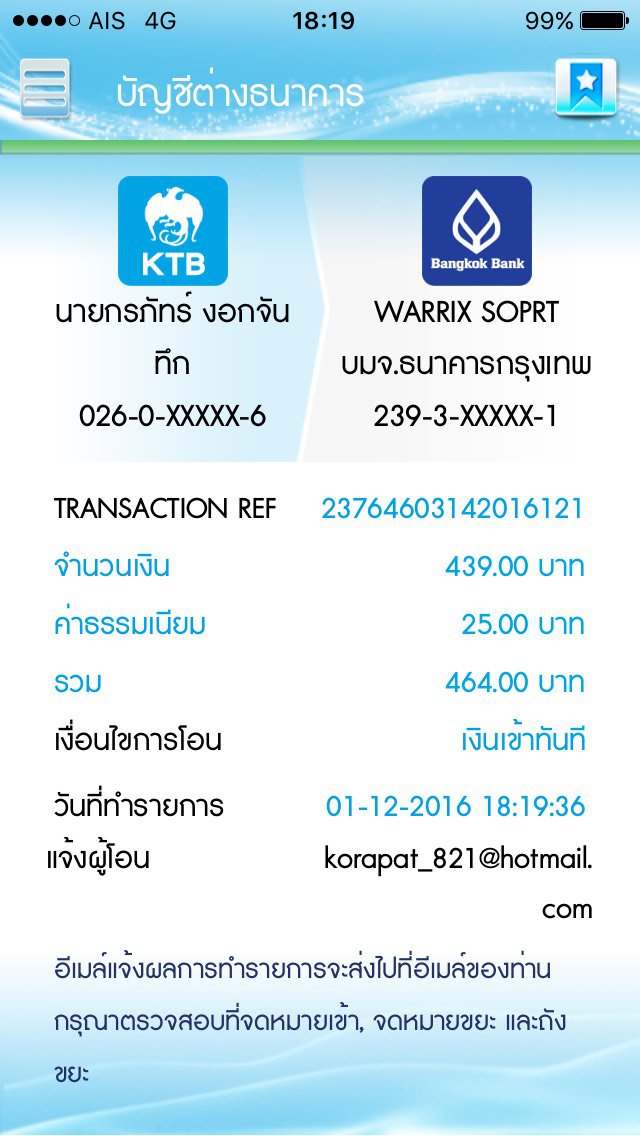 AIS 4G 18:19 99%
บัญชีต่างธนาคาร
KTB
Bangkok Bank
นายกรภัทร์ งอกจัน
ทึก
026-0-XXXXX-6
WARRIX SOPRT
บมจ.ธนาคารกรุงเทพ
239-3-XXXXX-1
TRANSACTION REF 23764603142016121
จำนวนเงิน 439.00 บาท
ค่าธรรมเนียม 25.00 บาท
รวม 464.00 บาท
เงื่อนไขการโอน เงินเข้าทันที
วันที่ทำรายการ 01-12-2016 18:19:36
แจ้งผู้โอน korapat_821@hotmail.
com
อีเมล์แจ้งผลการทำรายการจะส่งไปที่อีเมล์ของท่าน
กรุณาตรวจสอบที่จดหมายเข้า, จดหมายขยะ และถัง
ขยะ